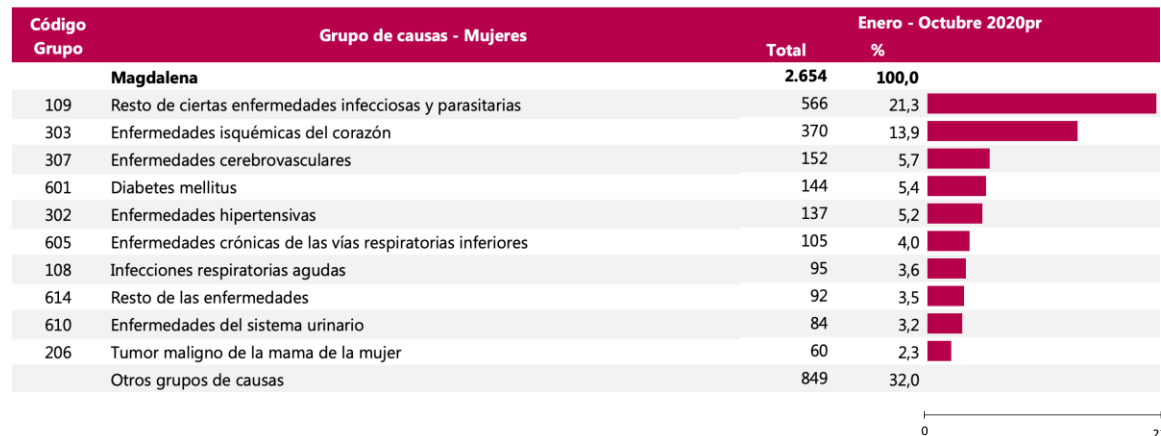 Código Grupo Grupo de causas - Mujeres Enero - Octubre 2020pr
Total %
Magdalena 2.654 100,0
109 Resto de ciertas enfermedades infecciosas y parasitarias 566 21,3
303 Enfermedades isquémicas del corazón 370 13,9
307 Enfermedades cerebrovasculares 152 5,7
601 Diabetes mellitus 144 5,4
302 Enfermedades hipertensivas 137 5,2
605 Enfermedades crónicas de las vías respiratorias inferiores 105 4,0
108 Infecciones respiratorias agudas 95 3,6
614 Resto de las enfermedades 92 3,5
610 Enfermedades del sistema urinario 84 3,2
206 Tumor maligno de la mama de la mujer 60 2,3
Otros grupos de causas 849 32,0
0